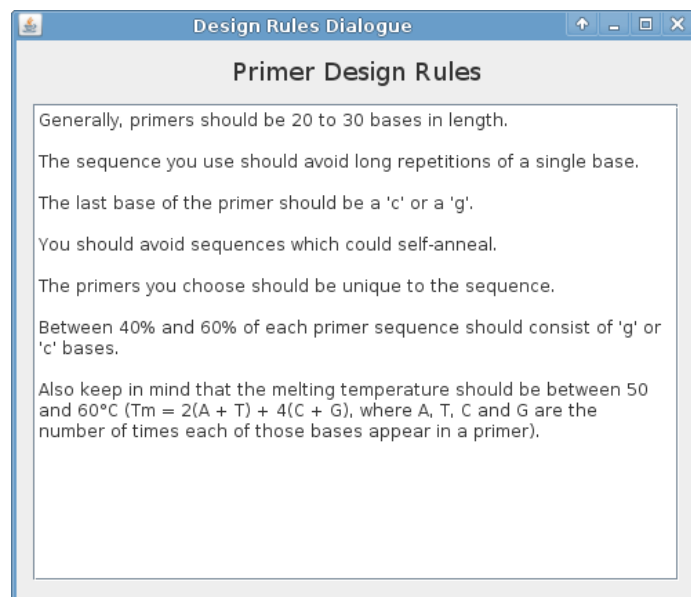 Design Rules Dialogue
Primer Design Rules
Generally, primers should be 20 to 30 bases in length.
The sequence you use should avoid long repetitions of a single base.
The last base of the primer should be a 'c' or a 'g'.
You should avoid sequences which could self-anneal.
The primers you choose should be unique to the sequence.
Between 40% and 60% of each primer sequence should consist of 'g' or
'c' bases.
Also keep in mind that the melting temperature should be between 50
and 60°C (Tm = 2(A + T) + 4(C + G), where A, T, C and G are the
number of times each of those bases appear in a primer).